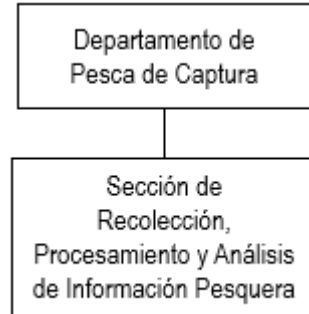 Departamento de
Pesca de Captura
Sección de
Recolección,
Procesamiento y Análisis
de Información Pesquera